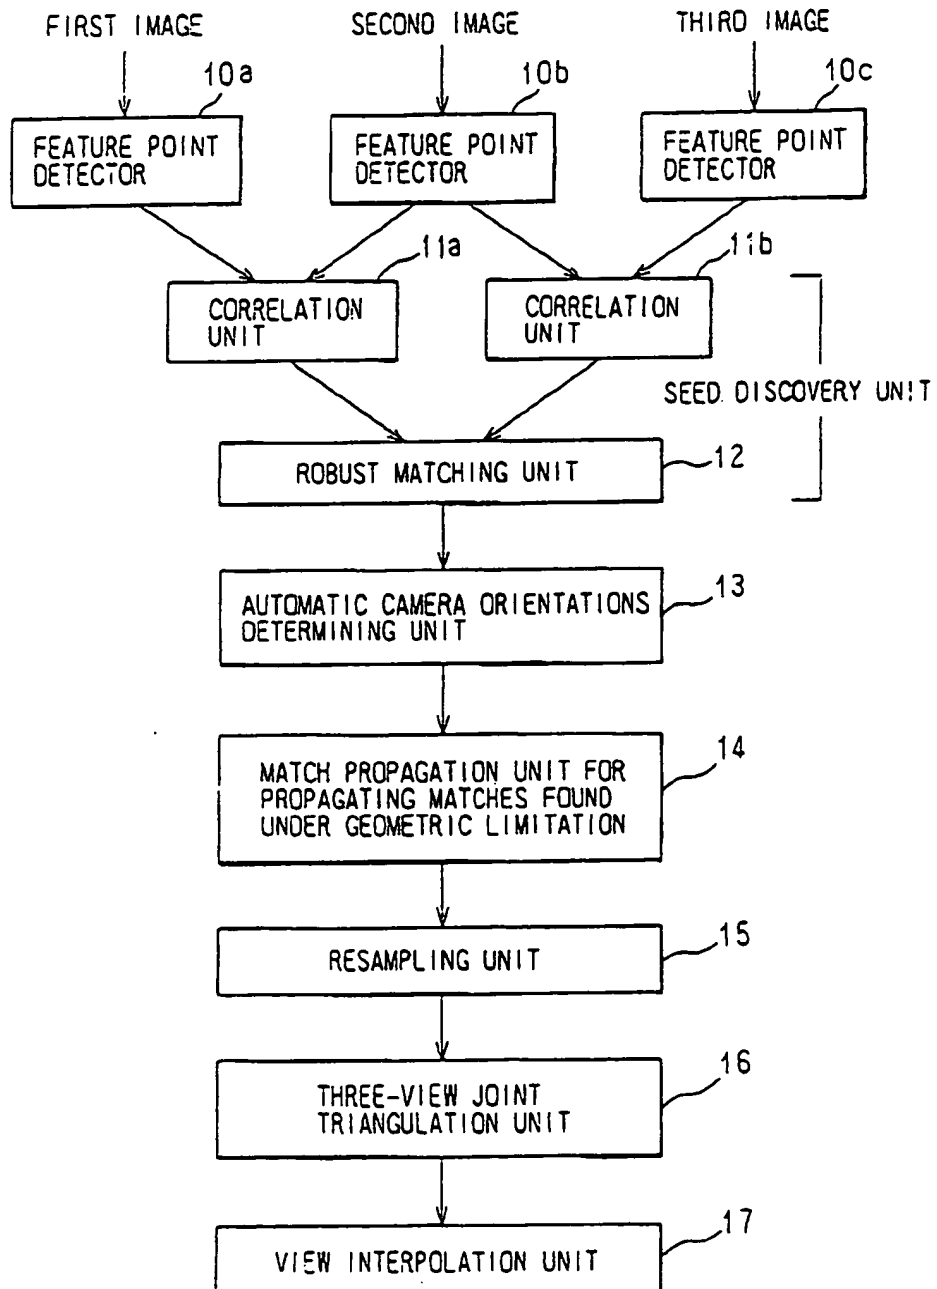 FIRST IMAGE
SECOND IMAGE
THIRD IMAGE
10a
10b
10c
FEATURE POINT
DETECTOR
FEATURE POINT
DETECTOR
FEATURE POINT
DETECTOR
11a
11b
CORRELATION
UNIT
CORRELATION
UNIT
SEED DISCOVERY UNIT
ROBUST MATCHING UNIT
12
AUTOMATIC CAMERA ORIENTATIONS
DETERMINING UNIT
13
MATCH PROPAGATION UNIT FOR
PROPAGATING MATCHES FOUND
UNDER GEOMETRIC LIMITATION
14
RESAMPLING UNIT
15
THREE-VIEW JOINT
TRIANGULATION UNIT
16
VIEW INTERPOLATION UNIT
17